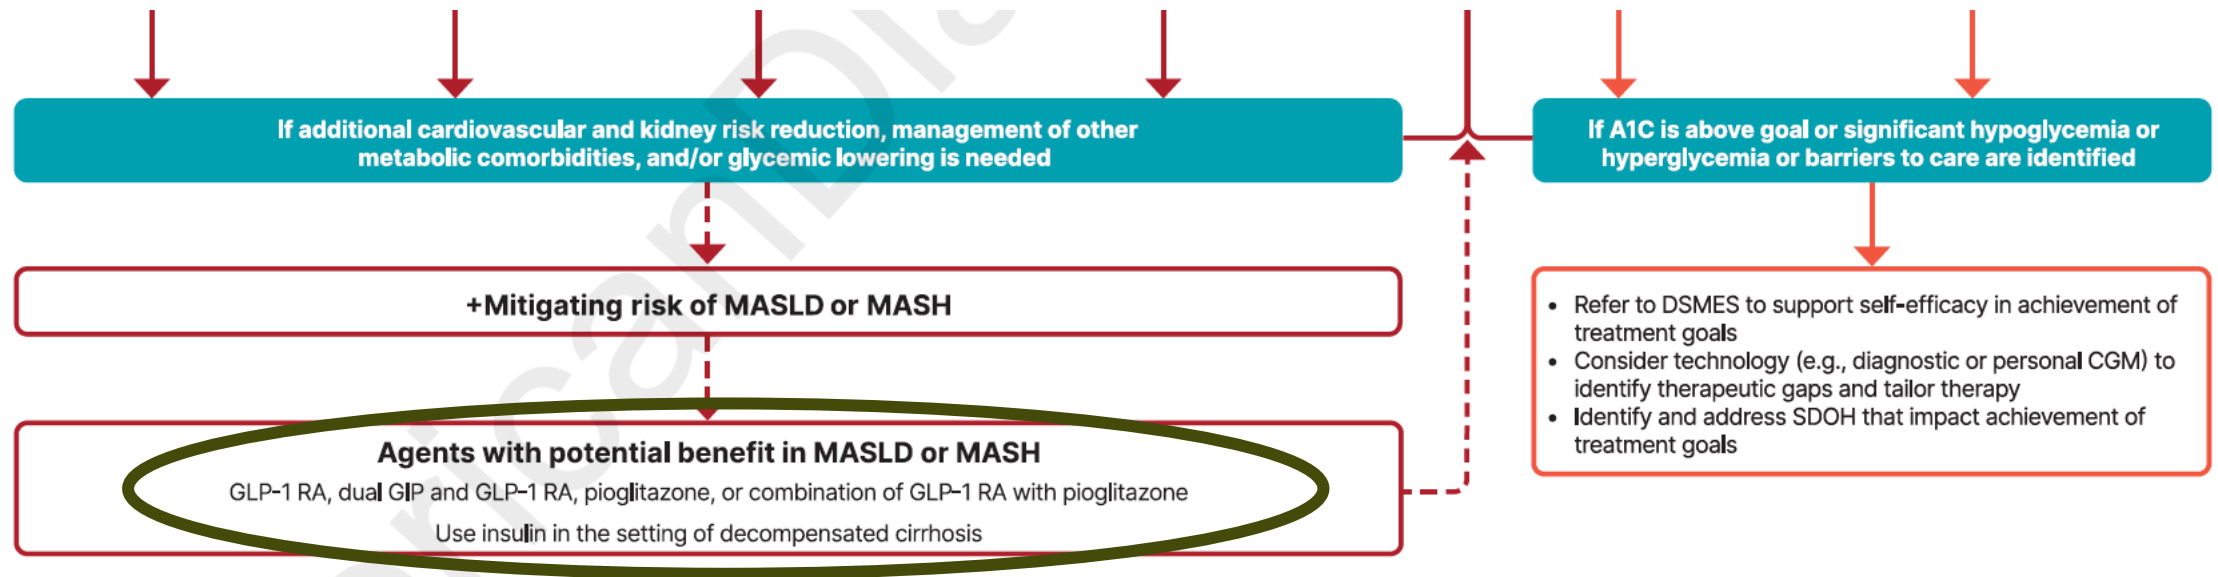 If additional cardiovascular and kidney risk reduction, management of other
metabolic comorbidities, and/or glycemic lowering is needed
If A1C is above goal or significant hypoglycemia or
hyperglycemia or barriers to care are identified
+Mitigating risk of MASLD or MASH
• Refer to DSMES to support self-efficacy in achievement of
treatment goals
• Consider technology (e.g., diagnostic or personal CGM) to
identify therapeutic gaps and tailor therapy
• Identify and address SDOH that impact achievement of
treatment goals
Agents with potential benefit in MASLD or MASH
GLP-1 RA, dual GIP and GLP-1 RA, pioglitazone, or combination of GLP-1 RA with pioglitazone
Use insulin in the setting of decompensated cirrhosis